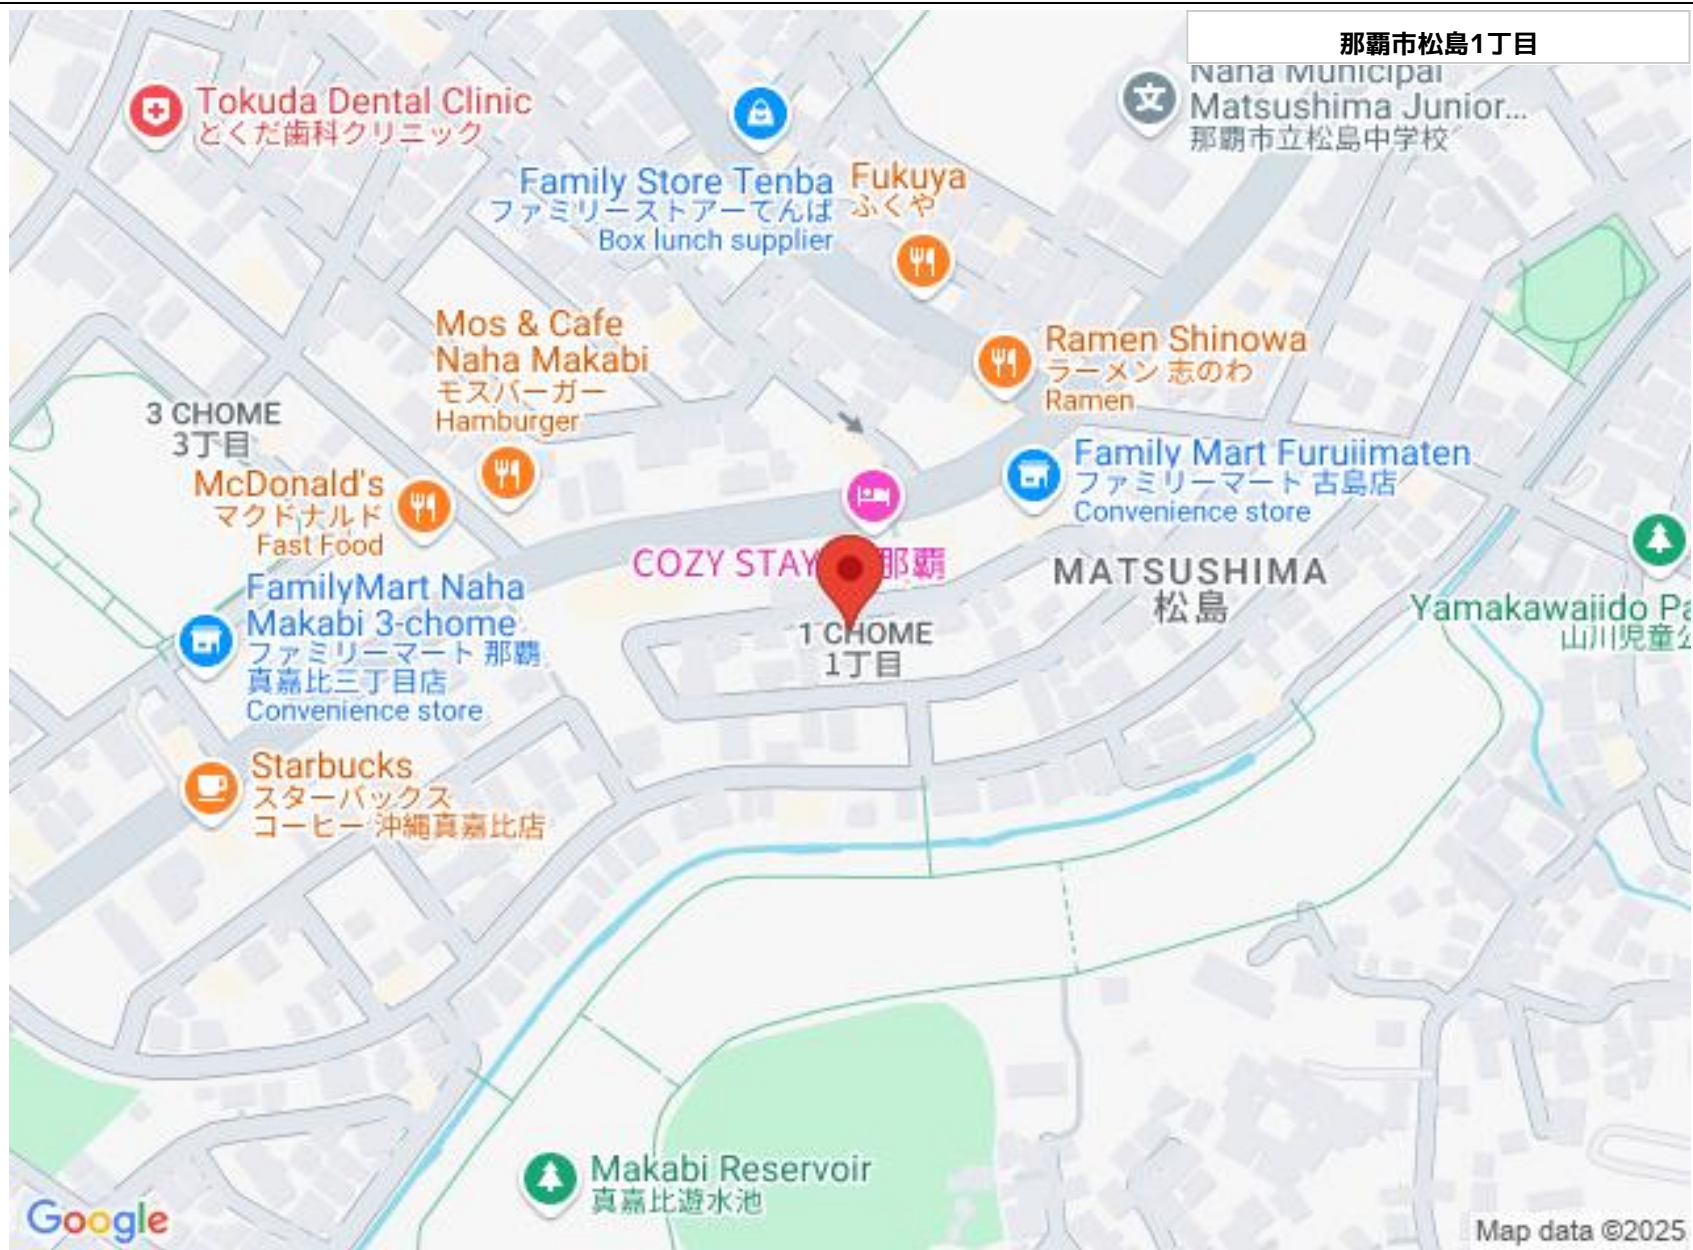 那覇市松島1丁目
Naha Municipal
Matsushima Junior...
那覇市立松島中学校
Tokuda Dental Clinic
とくだ歯科クリニック
Family Store Tenba
ファミリーストアーてんば
Box lunch supplier
Fukuya
ふくや
Mos & Cafe
Naha Makabi
モスバーガー
Hamburger
Ramen Shinowa
ラーメン 志のわ
Ramen
3 CHOME
3丁目
McDonald's
マクドナルド
Fast Food
Family Mart Furujimaten
ファミリーマート 古島店
Convenience store
COZY STAY
那覇
MATSUSHIMA
松島
1 CHOME
1丁目
FamilyMart Naha
Makabi 3-chome
ファミリーマート 那覇
真嘉比三丁目店
Convenience store
Yamakawajido Pa
山川児童公
Starbucks
スターバックス
コーヒー 沖縄真嘉比店
Makabi Reservoir
真嘉比遊水池
Google
Map data ©2025